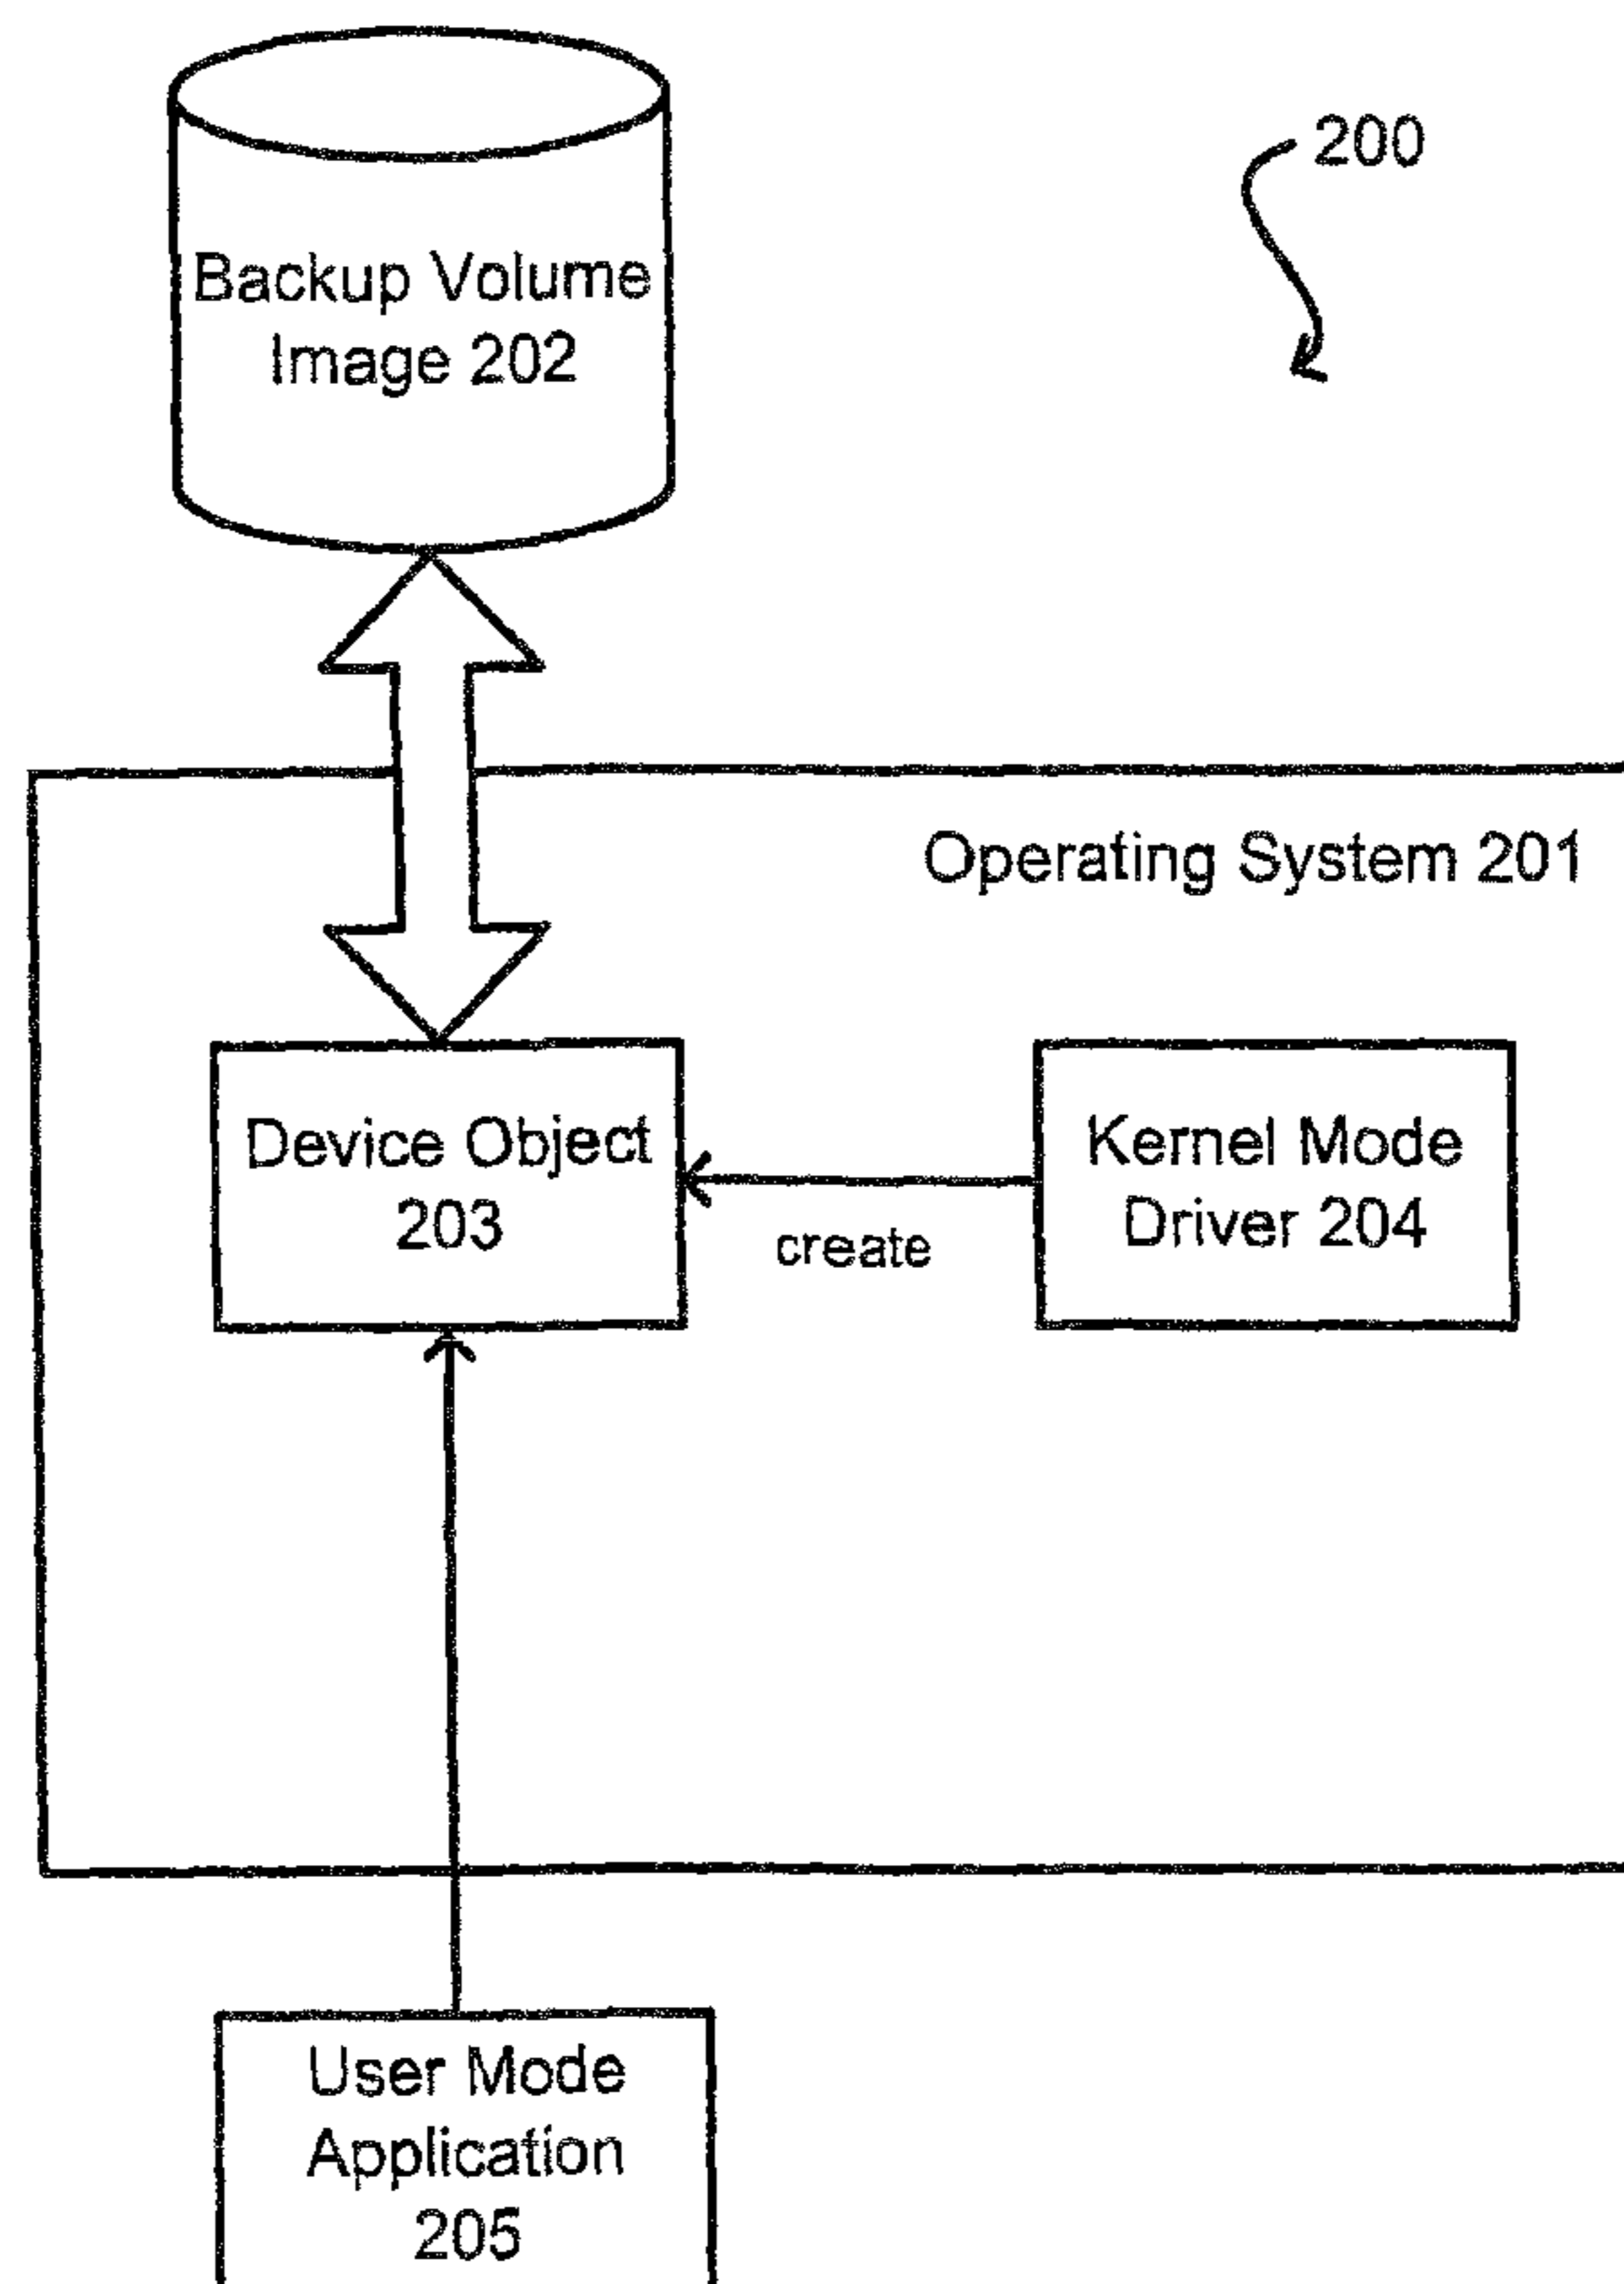 200
Backup Volume
Image 202
Operating System 201
Device Object
203
create
Kernel Mode
Driver 204
User Mode
Application
205